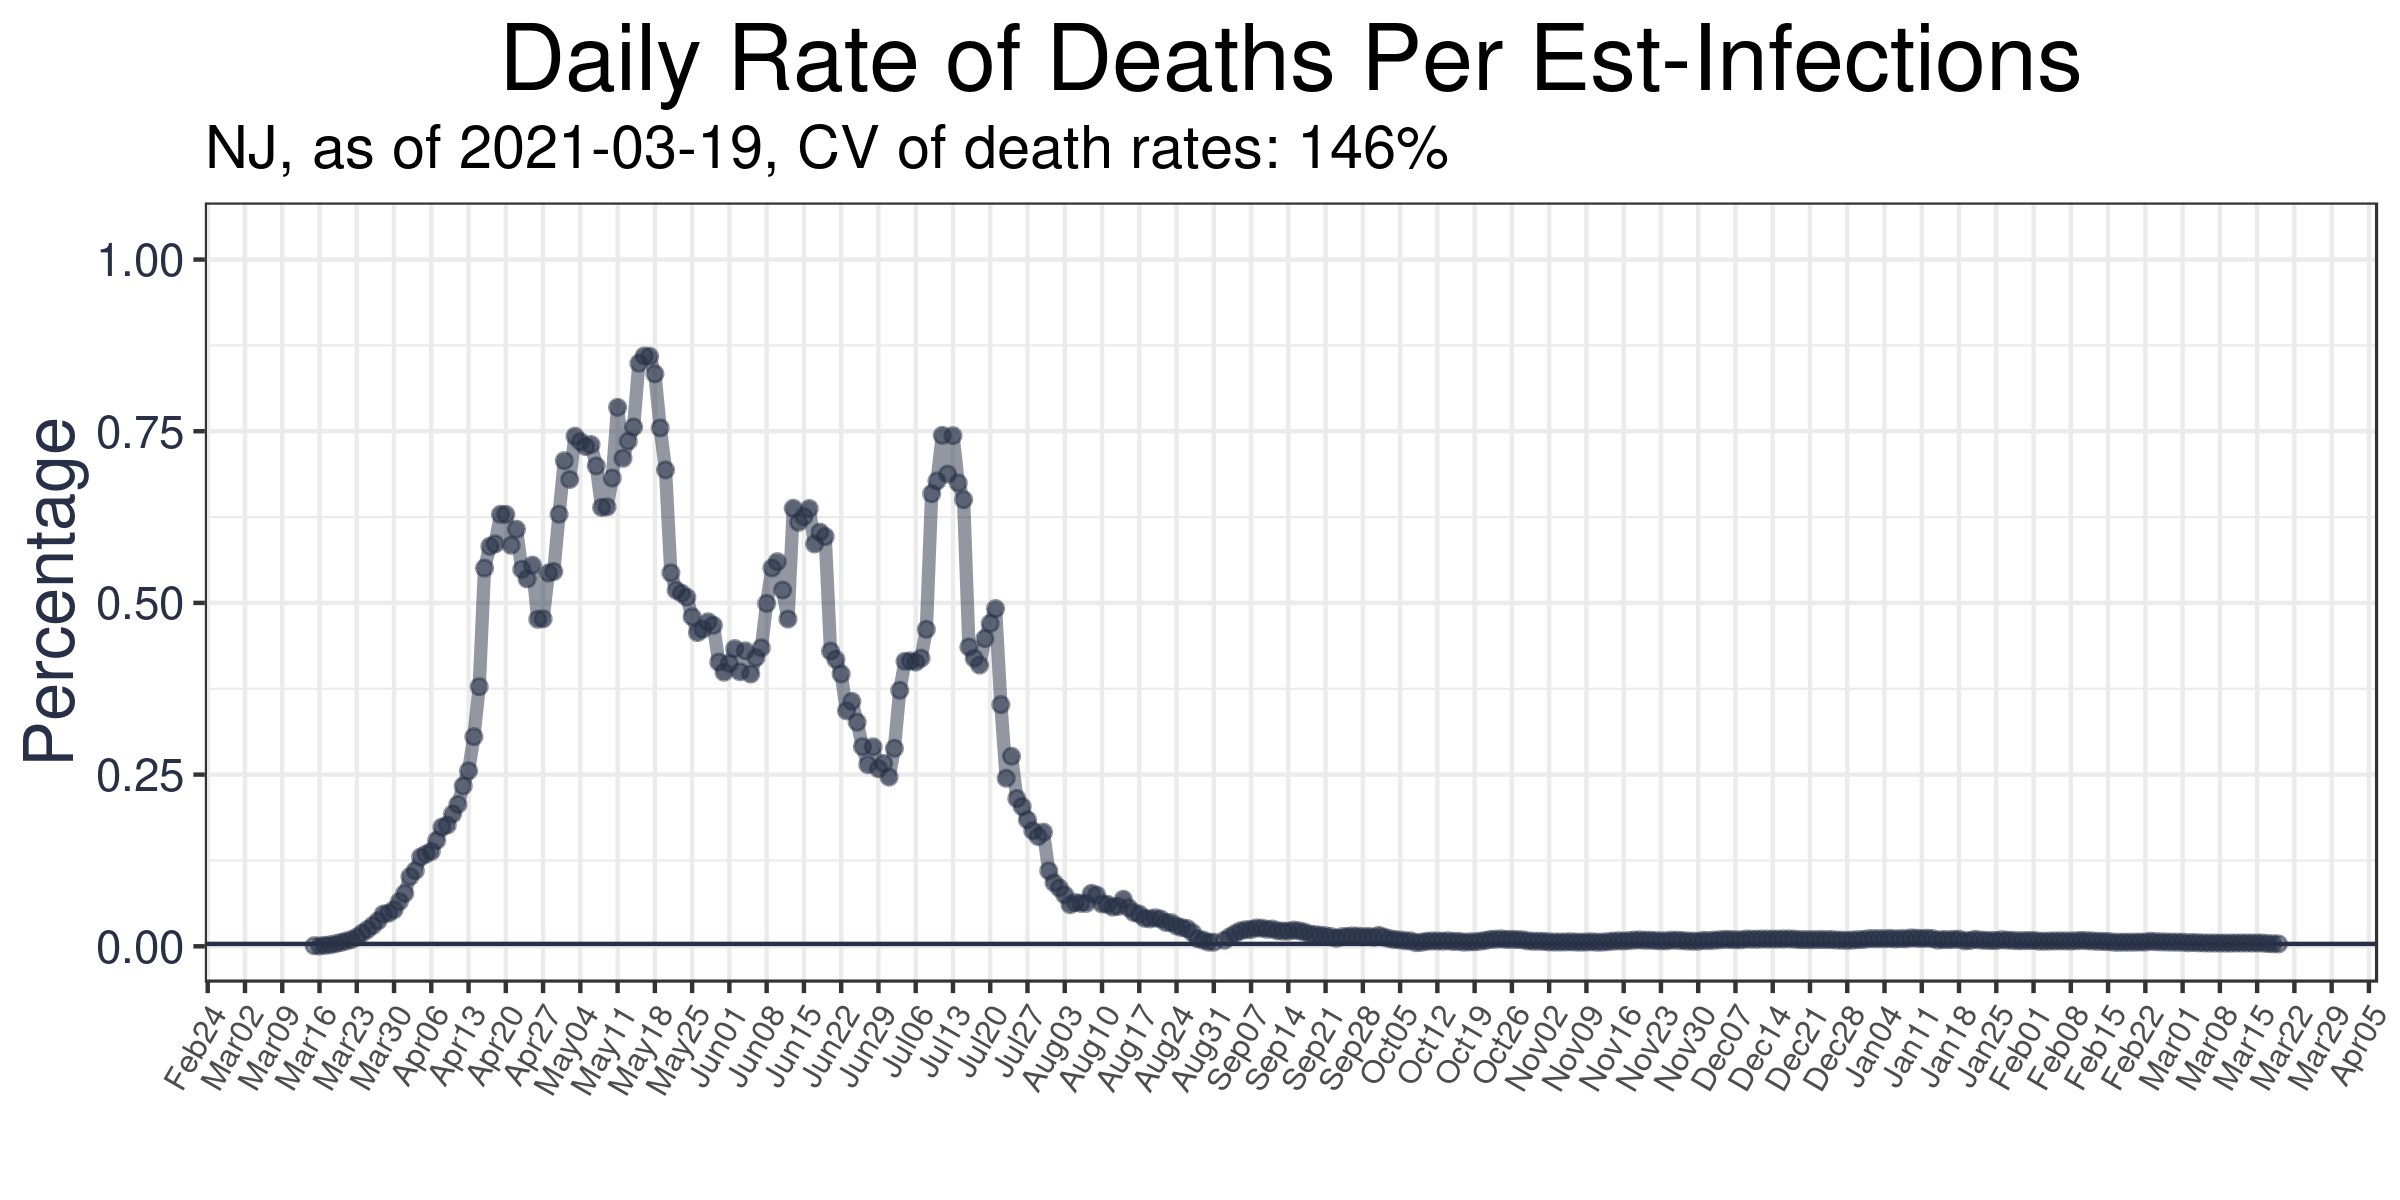 Daily Rate of Deaths Per Est-Infections
NJ, as of 2021-03-19, CV of death rates: 146%
Percentage
1.00
0.75
0.50
0.25
0.00
Feb24
Mar02
Mar09
Mar16
Mar23
Mar30
Apr06
Apr13
Apr20
Apr27
May04
May11
May18
May25
Jun01
Jun08
Jun15
Jun22
Jun29
Jul06
Jul13
Jul20
Jul27
Aug03
Aug10
Aug17
Aug24
Aug31
Sep07
Sep14
Sep21
Sep28
Oct05
Oct12
Oct19
Oct26
Nov02
Nov09
Nov16
Nov23
Nov30
Dec07
Dec14
Dec21
Dec28
Jan04
Jan11
Jan18
Jan25
Feb01
Feb08
Feb15
Feb22
Mar01
Mar08
Mar15
Mar22
Mar29
Apr05